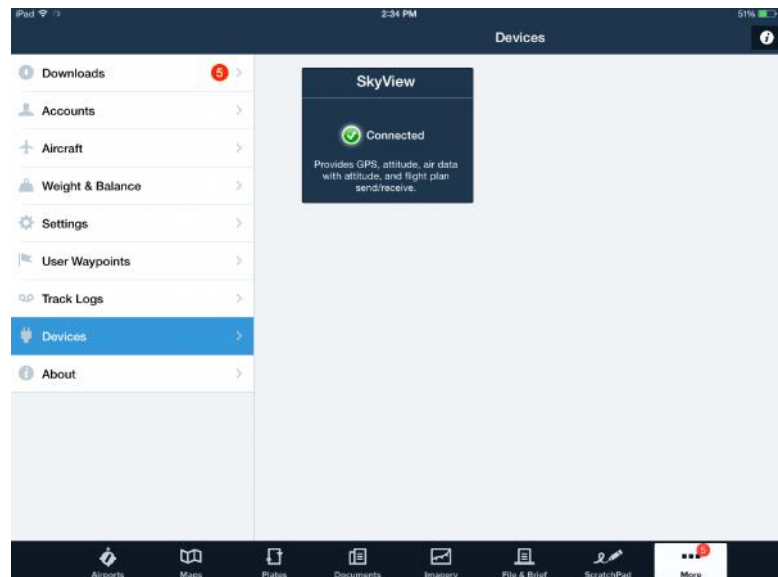 iPad 2:34 PM 51%
Devices
Downloads 5
Accounts
Aircraft
Weight & Balance
Settings
User Waypoints
Track Logs
Devices
About
SkyView
Connected
Provides GPS, attitude, air data
with attitude, and flight plan
send/receive.
5
Airports Maps Plates Documents Imagery File & Brief ScratchPad More